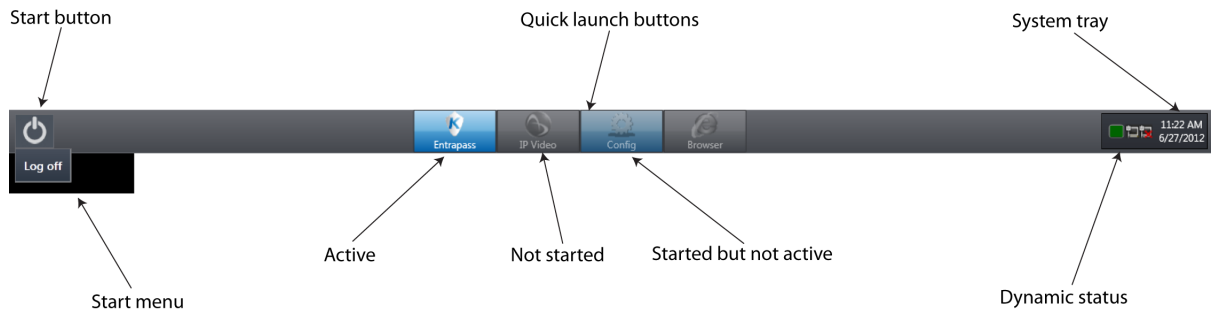 Start button
Quick launch buttons
System tray
Entrapass
IP Video
Config
Browser
11:22 AM
6/27/2012
Log off
Active
Not started
Started but not active
Start menu
Dynamic status